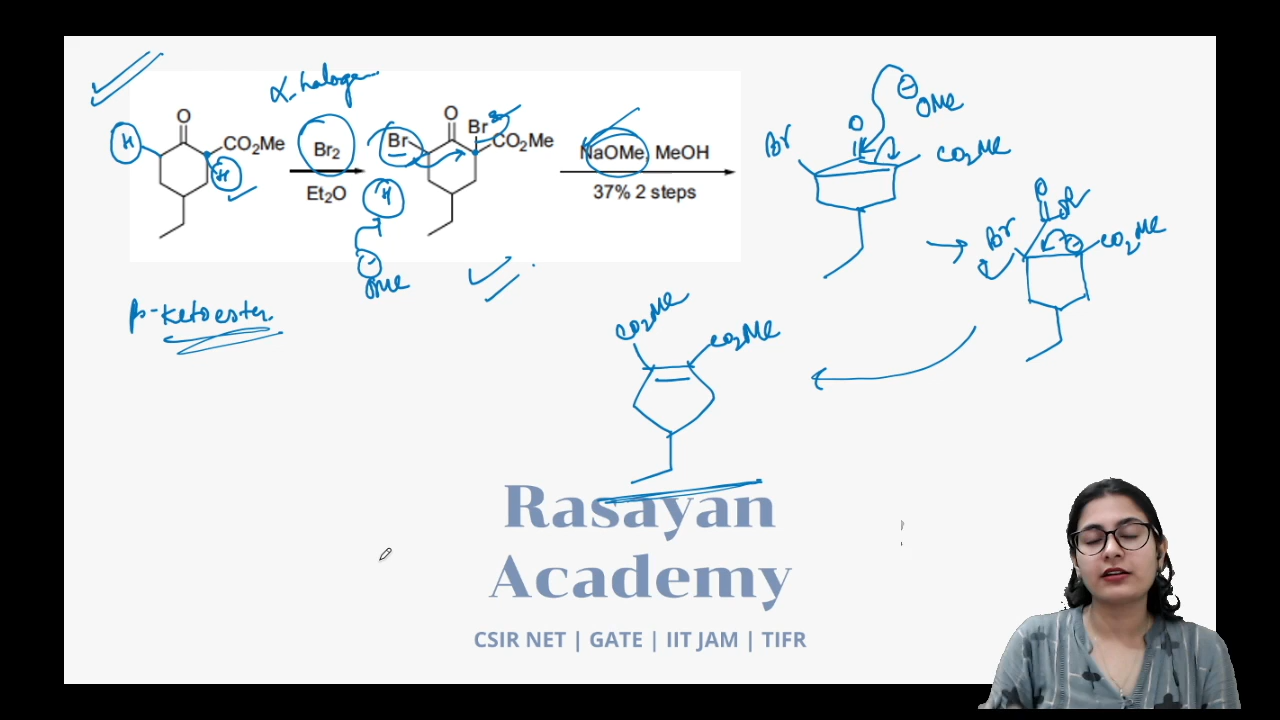 α-haloge
O
H
CO₂Me
H
Br₂
Et₂O
O
Br
Br
CO₂Me
H
⊖
OMe
NaOMe, MeOH
37% 2 steps
⊖
OMe
O
Br
CO₂Me
O
Br
⊖
CO₂Me
β-ketoester
CO₂Me
CO₂Me
Rasayan
Academy
CSIR NET | GATE | IIT JAM | TIFR